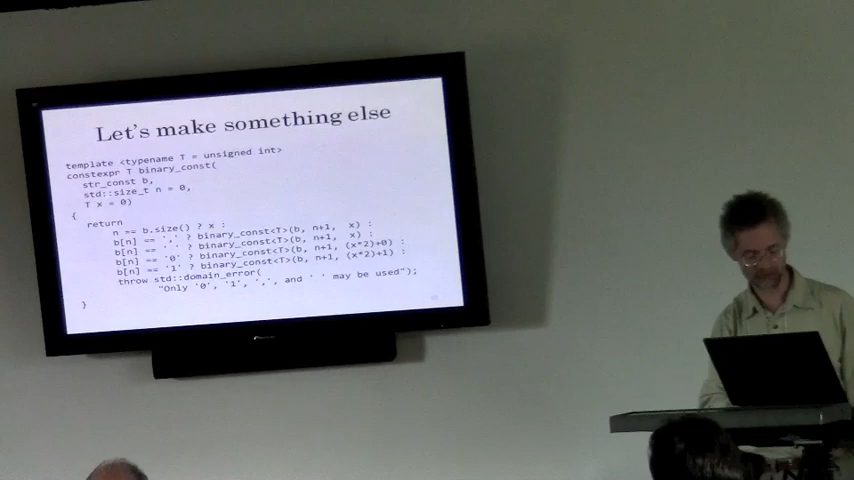 Let's make something else
template <typename T = unsigned int>
constexpr T binary_const(
str_const b,
std::size_t n = 0,
T x = 0)
{
return
n == b.size() ? x :
b[n] == ',' ? binary_const<T>(b, n+1, x) :
b[n] == ' ' ? binary_const<T>(b, n+1, x) :
b[n] == '0' ? binary_const<T>(b, n+1, (x*2)+0) :
b[n] == '1' ? binary_const<T>(b, n+1, (x*2)+1) :
throw std::domain_error(
"Only '0', '1', ',', and ' ' may be used");
}